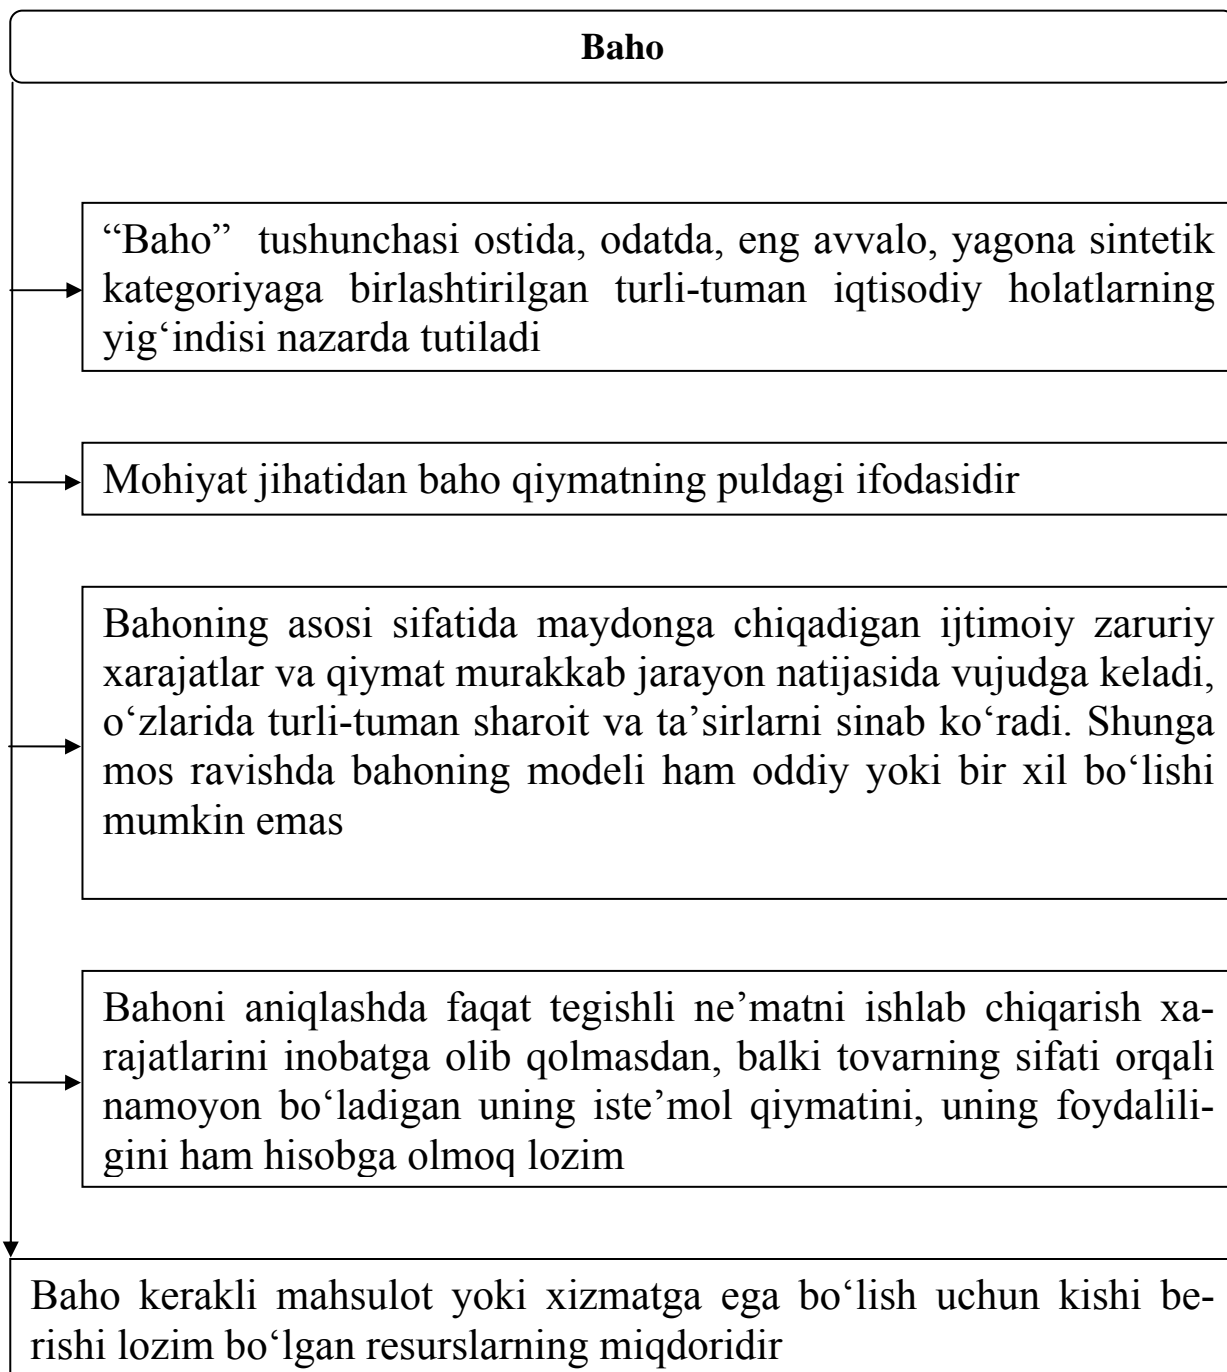 Baho
“Baho” tushunchasi ostida, odatda, eng avvalo, yagona sintetik
kategoriyaga birlashtirilgan turli-tuman iqtisodiy holatlarning
yig‘indisi nazarda tutiladi
Mohiyat jihatidan baho qiymatning puldagi ifodasidir
Bahoning asosi sifatida maydonga chiqadigan ijtimoiy zaruriy
xarajatlar va qiymat murakkab jarayon natijasida vujudga keladi,
o‘zlarida turli-tuman sharoit va ta’sirlarni sinab ko‘radi. Shunga
mos ravishda bahoning modeli ham oddiy yoki bir xil bo‘lishi
mumkin emas
Bahoni aniqlashda faqat tegishli ne’matni ishlab chiqarish xa-
rajatlarini inobatga olib qolmasdan, balki tovarning sifati orqali
namoyon bo‘ladigan uning iste’mol qiymatini, uning foydalili-
gini ham hisobga olmoq lozim
Baho kerakli mahsulot yoki xizmatga ega bo‘lish uchun kishi be-
rishi lozim bo‘lgan resurslarning miqdoridir